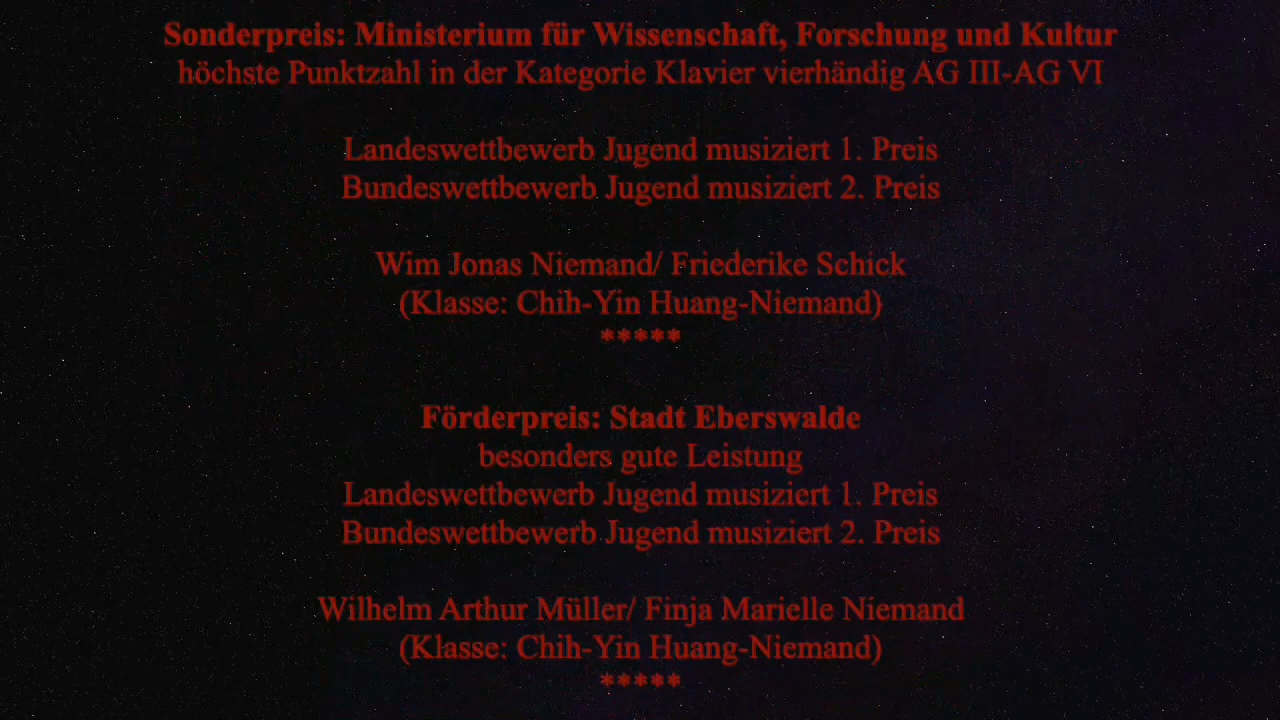 Sonderpreis: Ministerium für Wissenschaft, Forschung und Kultur
höchste Punktzahl in der Kategorie Klavier vierhändig AG III-AG VI
Landeswettbewerb Jugend musiziert 1. Preis
Bundeswettbewerb Jugend musiziert 2. Preis
Wim Jonas Niemand/ Friederike Schick
(Klasse: Chih-Yin Huang-Niemand)
*****
Förderpreis: Stadt Eberswalde
besonders gute Leistung
Landeswettbewerb Jugend musiziert 1. Preis
Bundeswettbewerb Jugend musiziert 2. Preis
Wilhelm Arthur Müller/ Finja Marielle Niemand
(Klasse: Chih-Yin Huang-Niemand)
*****